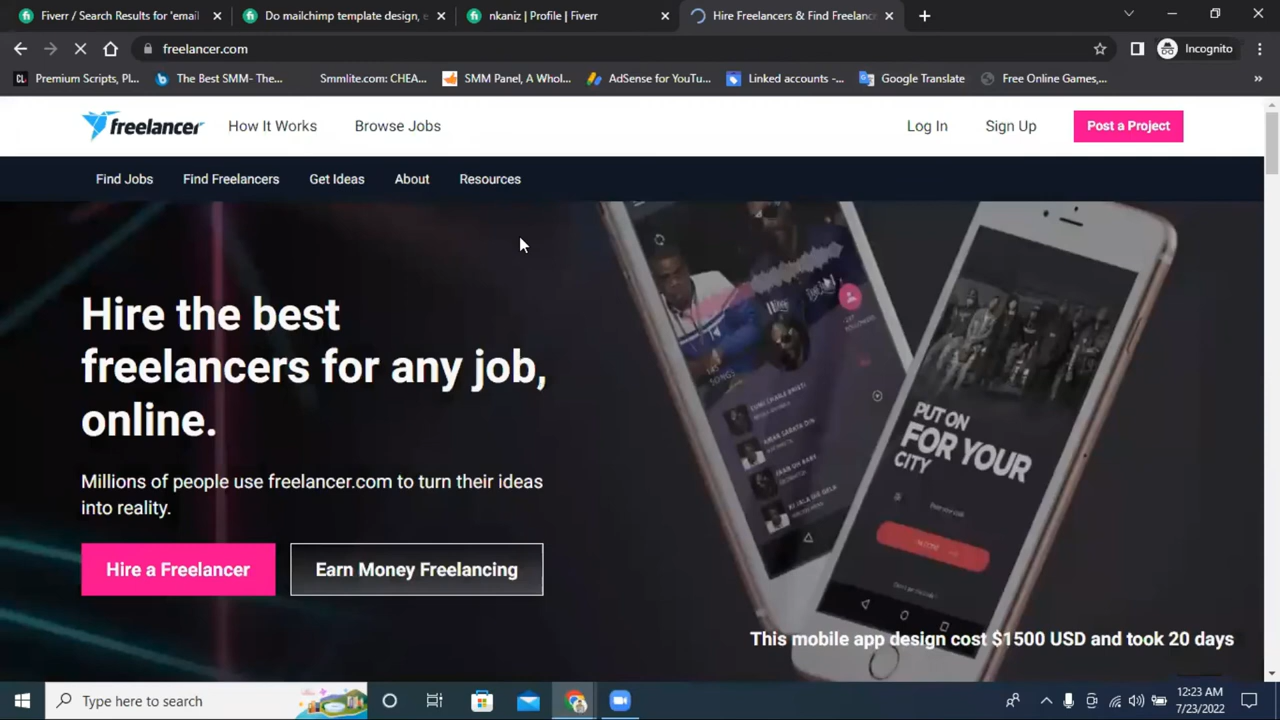 Fiverr / Search Results for 'email
Do mailchimp template design, e
nkaniz | Profile | Fiverr
Hire Freelancers & Find Freelanc
freelancer.com
Incognito
Premium Scripts, Pl...
The Best SMM- The...
Smmlite.com: CHEA...
SMM Panel, A Whol...
AdSense for YouTu...
Linked accounts -...
Google Translate
Free Online Games,...
freelancer
How It Works
Browse Jobs
Log In
Sign Up
Post a Project
Find Jobs
Find Freelancers
Get Ideas
About
Resources
Hire the best
freelancers for any job,
online.
Millions of people use freelancer.com to turn their ideas
into reality.
Hire a Freelancer
Earn Money Freelancing
PUT ON
FOR YOUR
CITY
This mobile app design cost $1500 USD and took 20 days
Type here to search
12:23 AM
7/23/2022